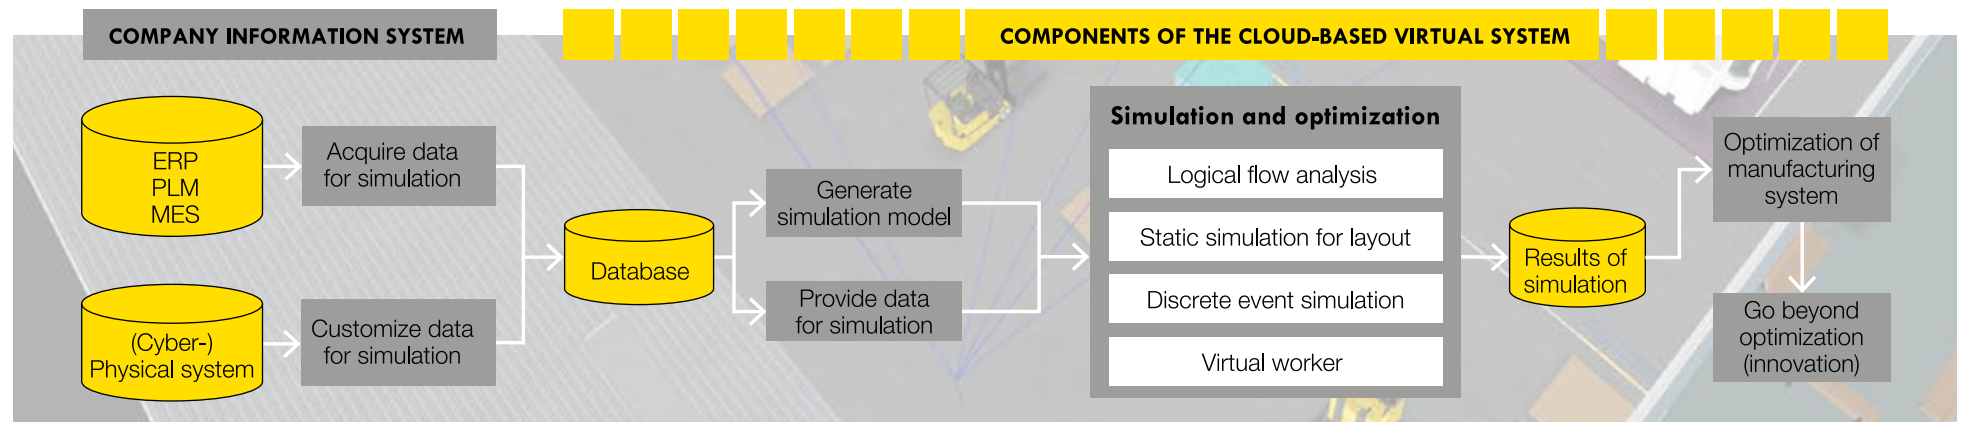 COMPANY INFORMATION SYSTEM
COMPONENTS OF THE CLOUD-BASED VIRTUAL SYSTEM
ERP
PLM
MES
Acquire data
for simulation
(Cyber-)
Physical system
Customize data
for simulation
Database
Generate
simulation model
Provide data
for simulation
Simulation and optimization
Logical flow analysis
Static simulation for layout
Discrete event simulation
Virtual worker
Results of
simulation
Optimization of
manufacturing
system
Go beyond
optimization
(innovation)